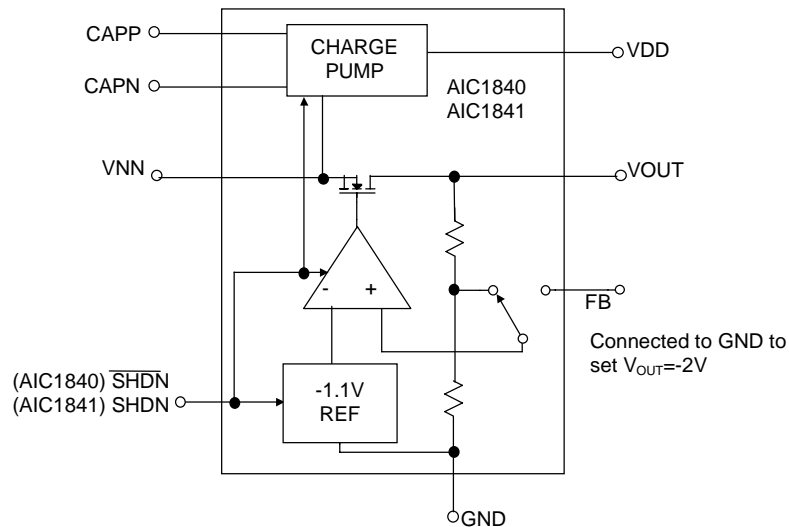 CAPP
CHARGE
PUMP
VDD
CAPN
AIC1840
AIC1841
VNN
VOUT
- +
FB
Connected to GND to
set VOUT=-2V
(AIC1840) SHDN
(AIC1841) SHDN
-1.1V
REF
GND